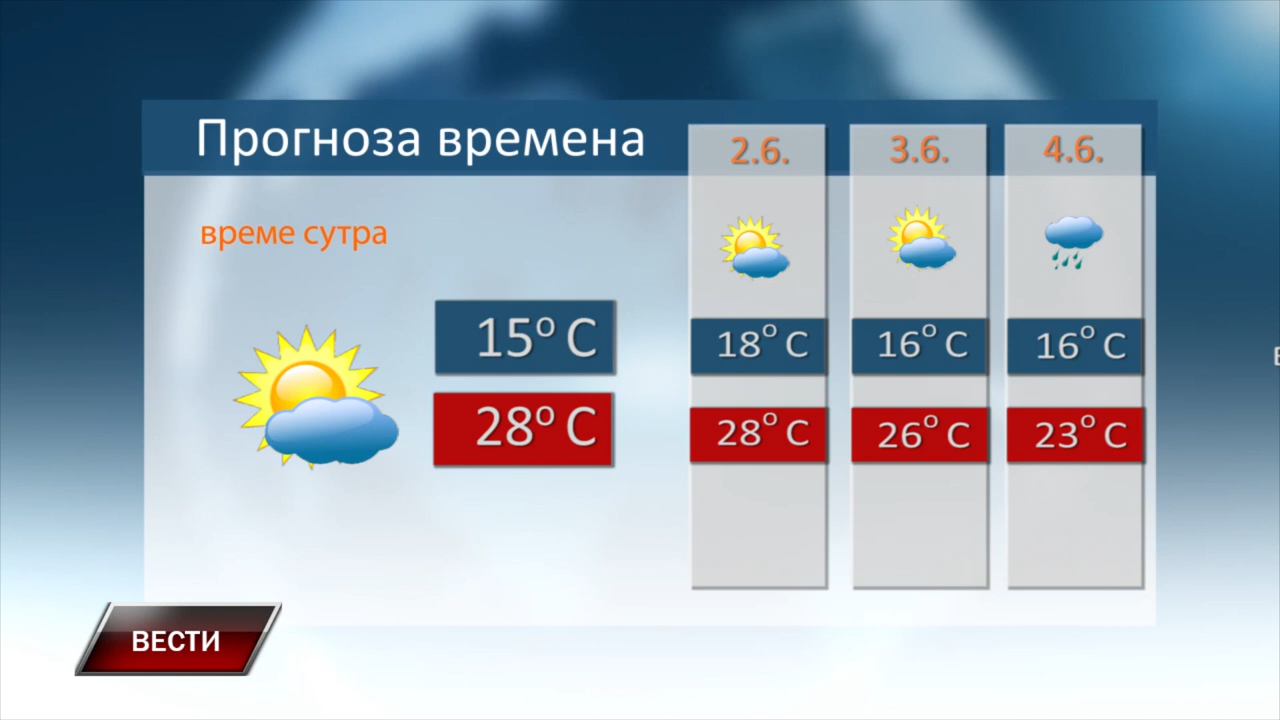 Прогноза времена
време сутра
15° C
28° C
2.6.
18° C
28° C
3.6.
16° C
26° C
4.6.
16° C
23° C
ВЕСТИ